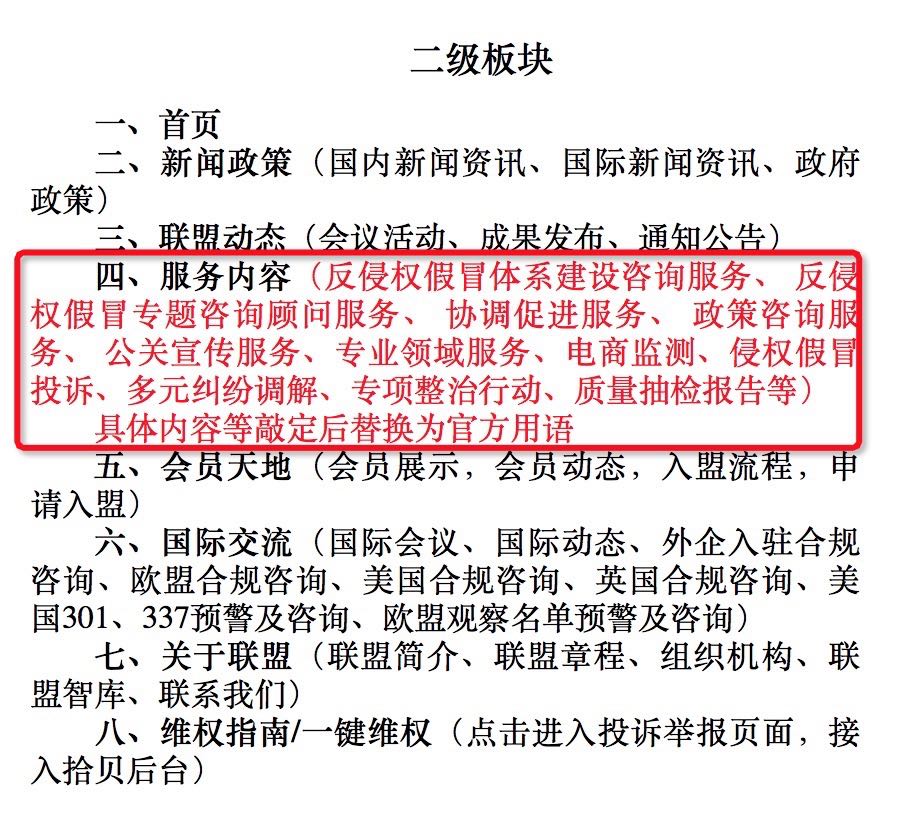 二级板块
一、首页
二、新闻政策（国内新闻资讯、国际新闻资讯、政府
政策）
三、联盟动态（会议活动、成果发布、通知公告）
四、服务内容（反侵权假冒体系建设咨询服务、 反侵
权假冒专题咨询顾问服务、 协调促进服务、 政策咨询服
务、 公关宣传服务、专业领域服务、电商监测、侵权假冒
投诉、多元纠纷调解、专项整治行动、质量抽检报告等）
具体内容等敲定后替换为官方用语
五、会员天地（会员展示，会员动态，入盟流程，申
请入盟）
六、国际交流（国际会议、国际动态、外企入驻合规
咨询、欧盟合规咨询、美国合规咨询、英国合规咨询、美
国301、337预警及咨询、欧盟观察名单预警及咨询）
七、关于联盟（联盟简介、联盟章程、组织机构、联
盟智库、联系我们）
八、维权指南/一键维权（点击进入投诉举报页面，接
入拾贝后台）